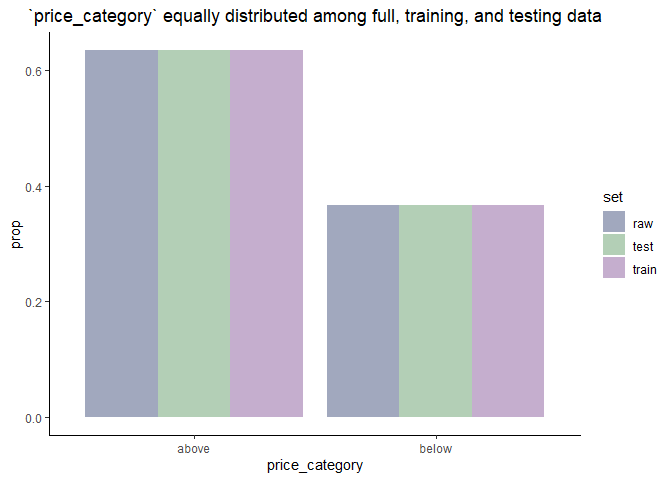 `price_category` equally distributed among full, training, and testing data
0.6
0.4
0.2
0.0
prop
above
below
price_category
set
raw
test
train